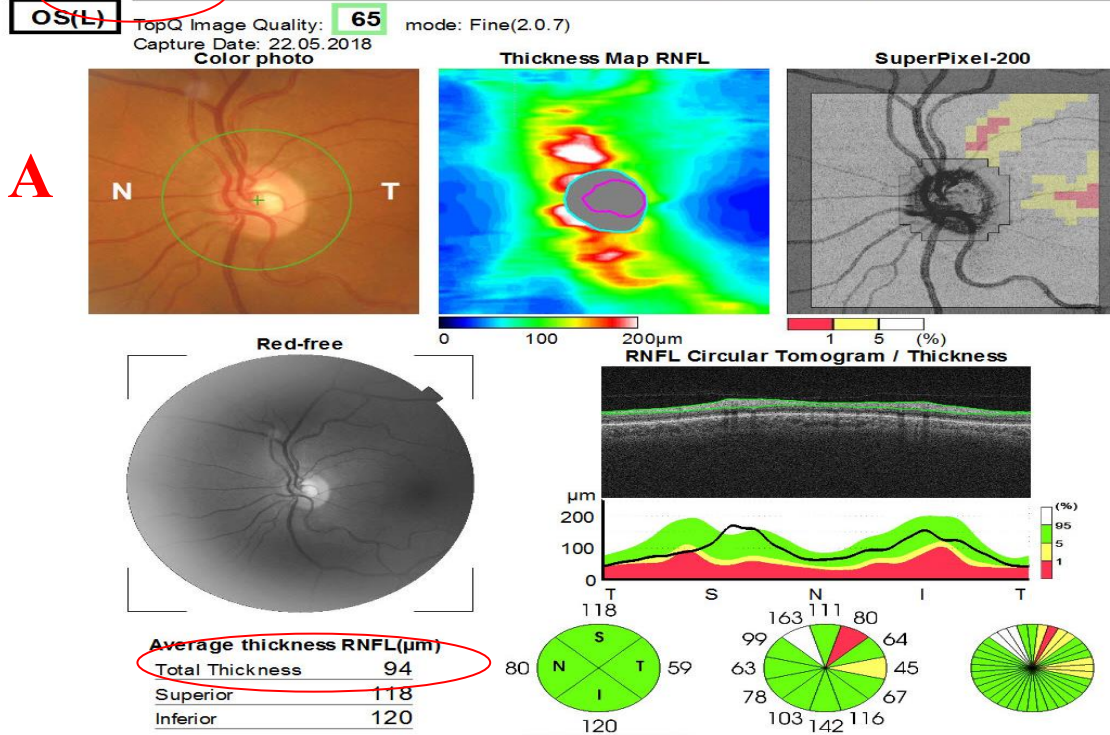 OS(L)
TopQ Image Quality: 65 mode: Fine(2.0.7)
Capture Date: 22.05.2018
Color photo
Thickness Map RNFL
SuperPixel-200
A
N
T
0 100 200µm
1 5 (%)
Red-free
RNFL Circular Tomogram / Thickness
µm
200
100
0
T S N I T
(%)
95
5
1
Average thickness RNFL(µm)
Total Thickness 94
Superior 118
Inferior 120
118
80
S
N
T
I
59
120
111
80
64
45
67
116
142
103
78
63
99
163